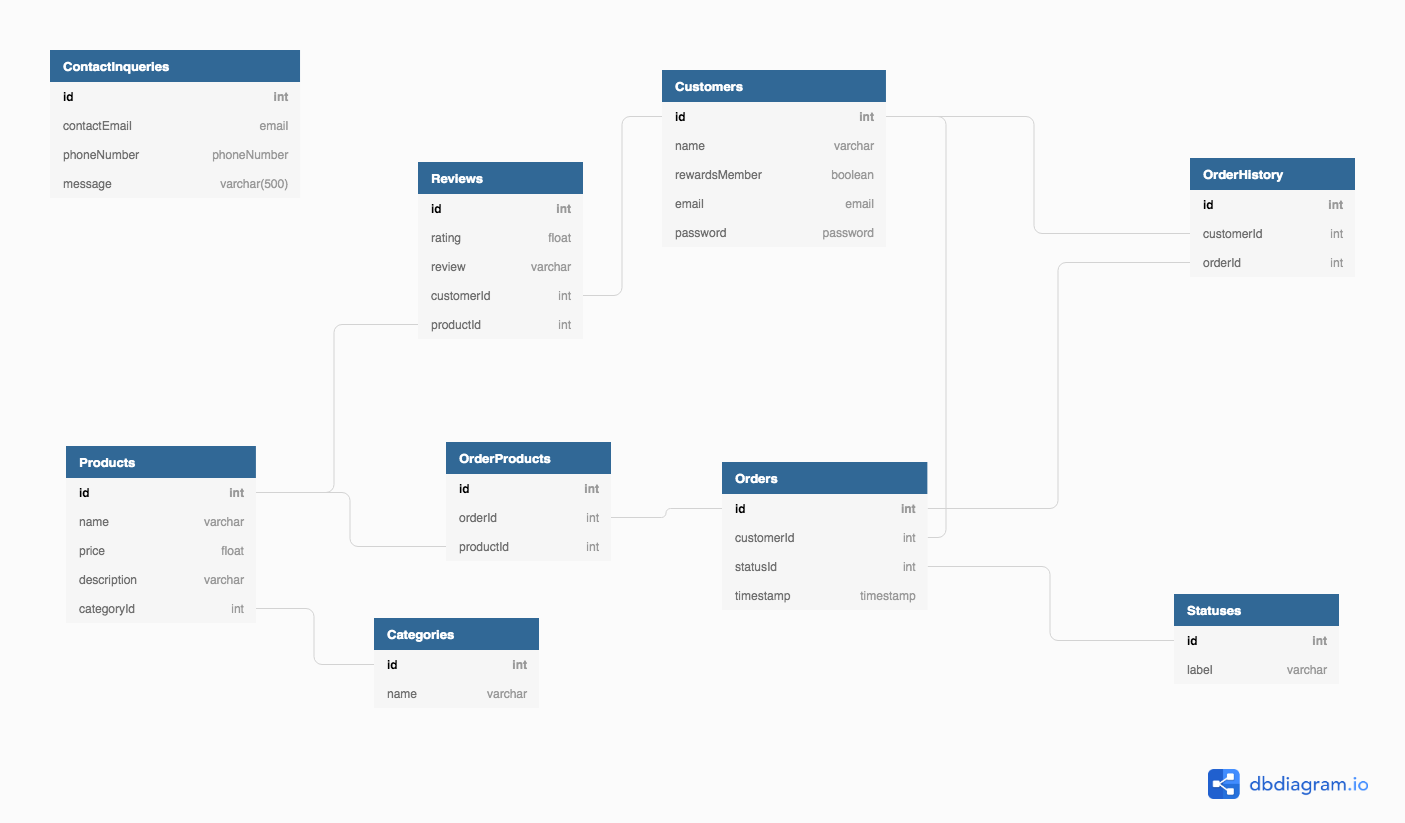 ContactInqueries
id int
contactEmail email
phoneNumber phoneNumber
message varchar(500)
Customers
id int
name varchar
rewardsMember boolean
email email
password password
Reviews
id int
rating float
review varchar
customerId int
productId int
OrderHistory
id int
customerId int
orderId int
Products
id int
name varchar
price float
description varchar
categoryId int
OrderProducts
id int
orderId int
productId int
Orders
id int
customerId int
statusId int
timestamp timestamp
Categories
id int
name varchar
Statuses
id int
label varchar
dbdiagram.io